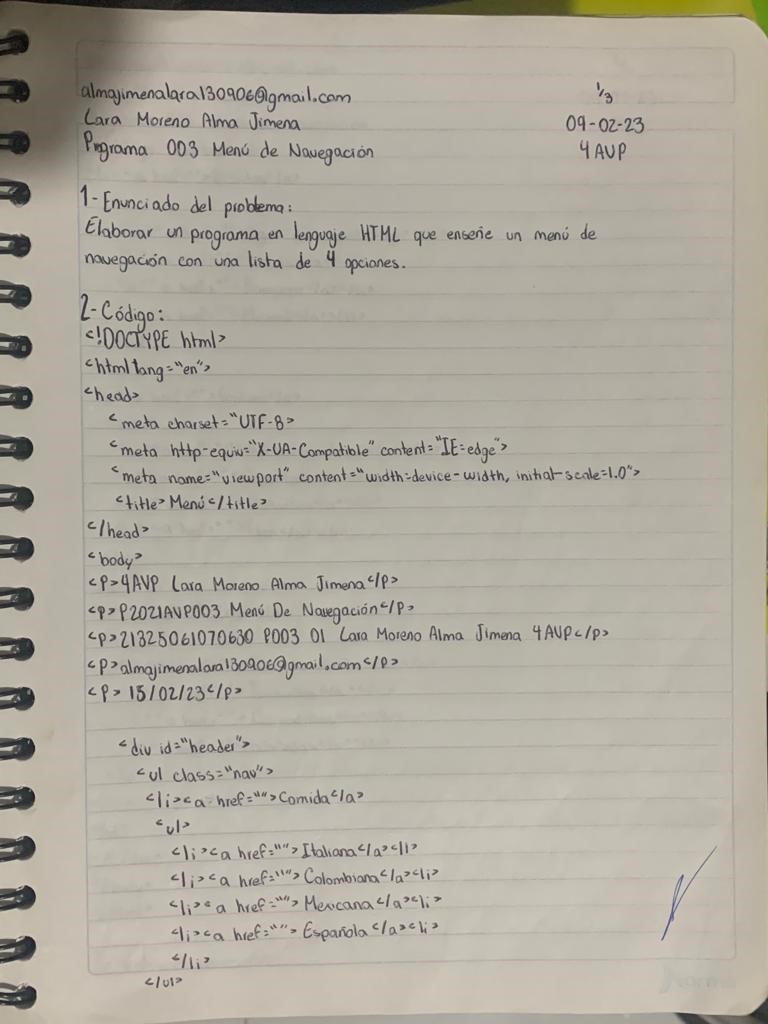 almajimenalara130906@gmail.com
1/3
Lara Moreno Alma Jimena
09-02-23
Programa 003 Menú de Navegación
4 AVP
1- Enunciado del problema:
Elaborar un programa en lenguaje HTML que enseñe un menú de
navegación con una lista de 4 opciones.
2- Código:
<!DOCTYPE html>
<html lang="en">
<head>
<meta charset="UTF-8>
<meta http-equiv="X-UA-Compatible" content="IE=edge">
<meta name="viewport" content="width=device-width, initial-scale=1.0">
<title> Menú </title>
</head>
<body>
<P>4AVP Lara Moreno Alma Jimena</P>
<P>P2021AVP003 Menú De Navegación</P>
<P>21325061070630 P003 01 Lara Moreno Alma Jimena 4AVP</P>
<P>almajimenalara130906@gmail.com</P>
<P> 15/02/23</P>
<div id="header">
<ul class="nav">
<li><a href="">Comida</a>
<ul>
<li><a href="">Italiana</a><li>
<li><a href="">Colombiana</a><li>
<li><a href="">Mexicana</a><li>
<li><a href="">Española</a><li>
</li>
</ul>
Norma